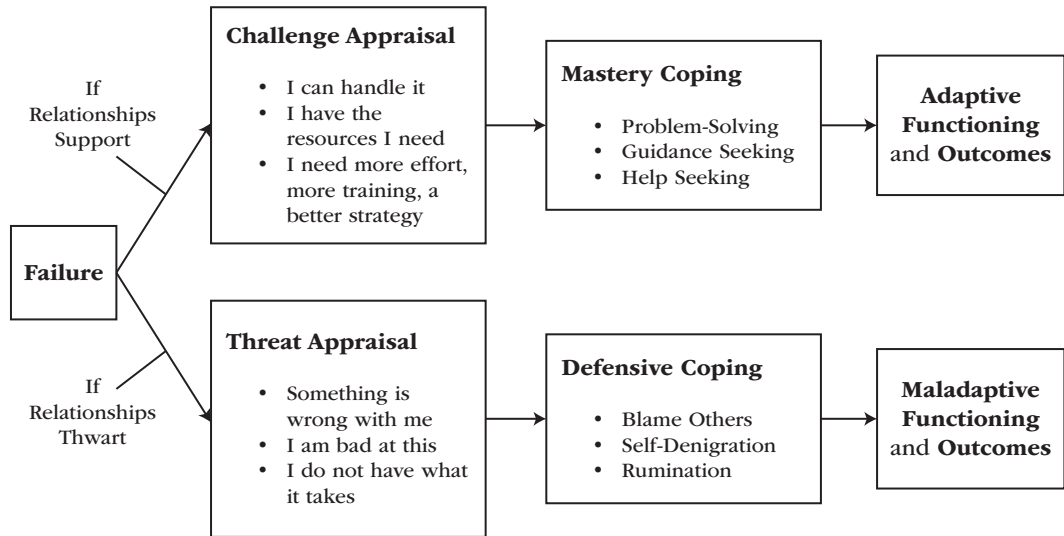 If
Relationships
Support
Failure
If
Relationships
Thwart
Challenge Appraisal
• I can handle it
• I have the
resources I need
• I need more effort,
more training, a
better strategy
Mastery Coping
• Problem-Solving
• Guidance Seeking
• Help Seeking
Adaptive
Functioning
and Outcomes
Threat Appraisal
• Something is
wrong with me
• I am bad at this
• I do not have what
it takes
Defensive Coping
• Blame Others
• Self-Denigration
• Rumination
Maladaptive
Functioning
and Outcomes